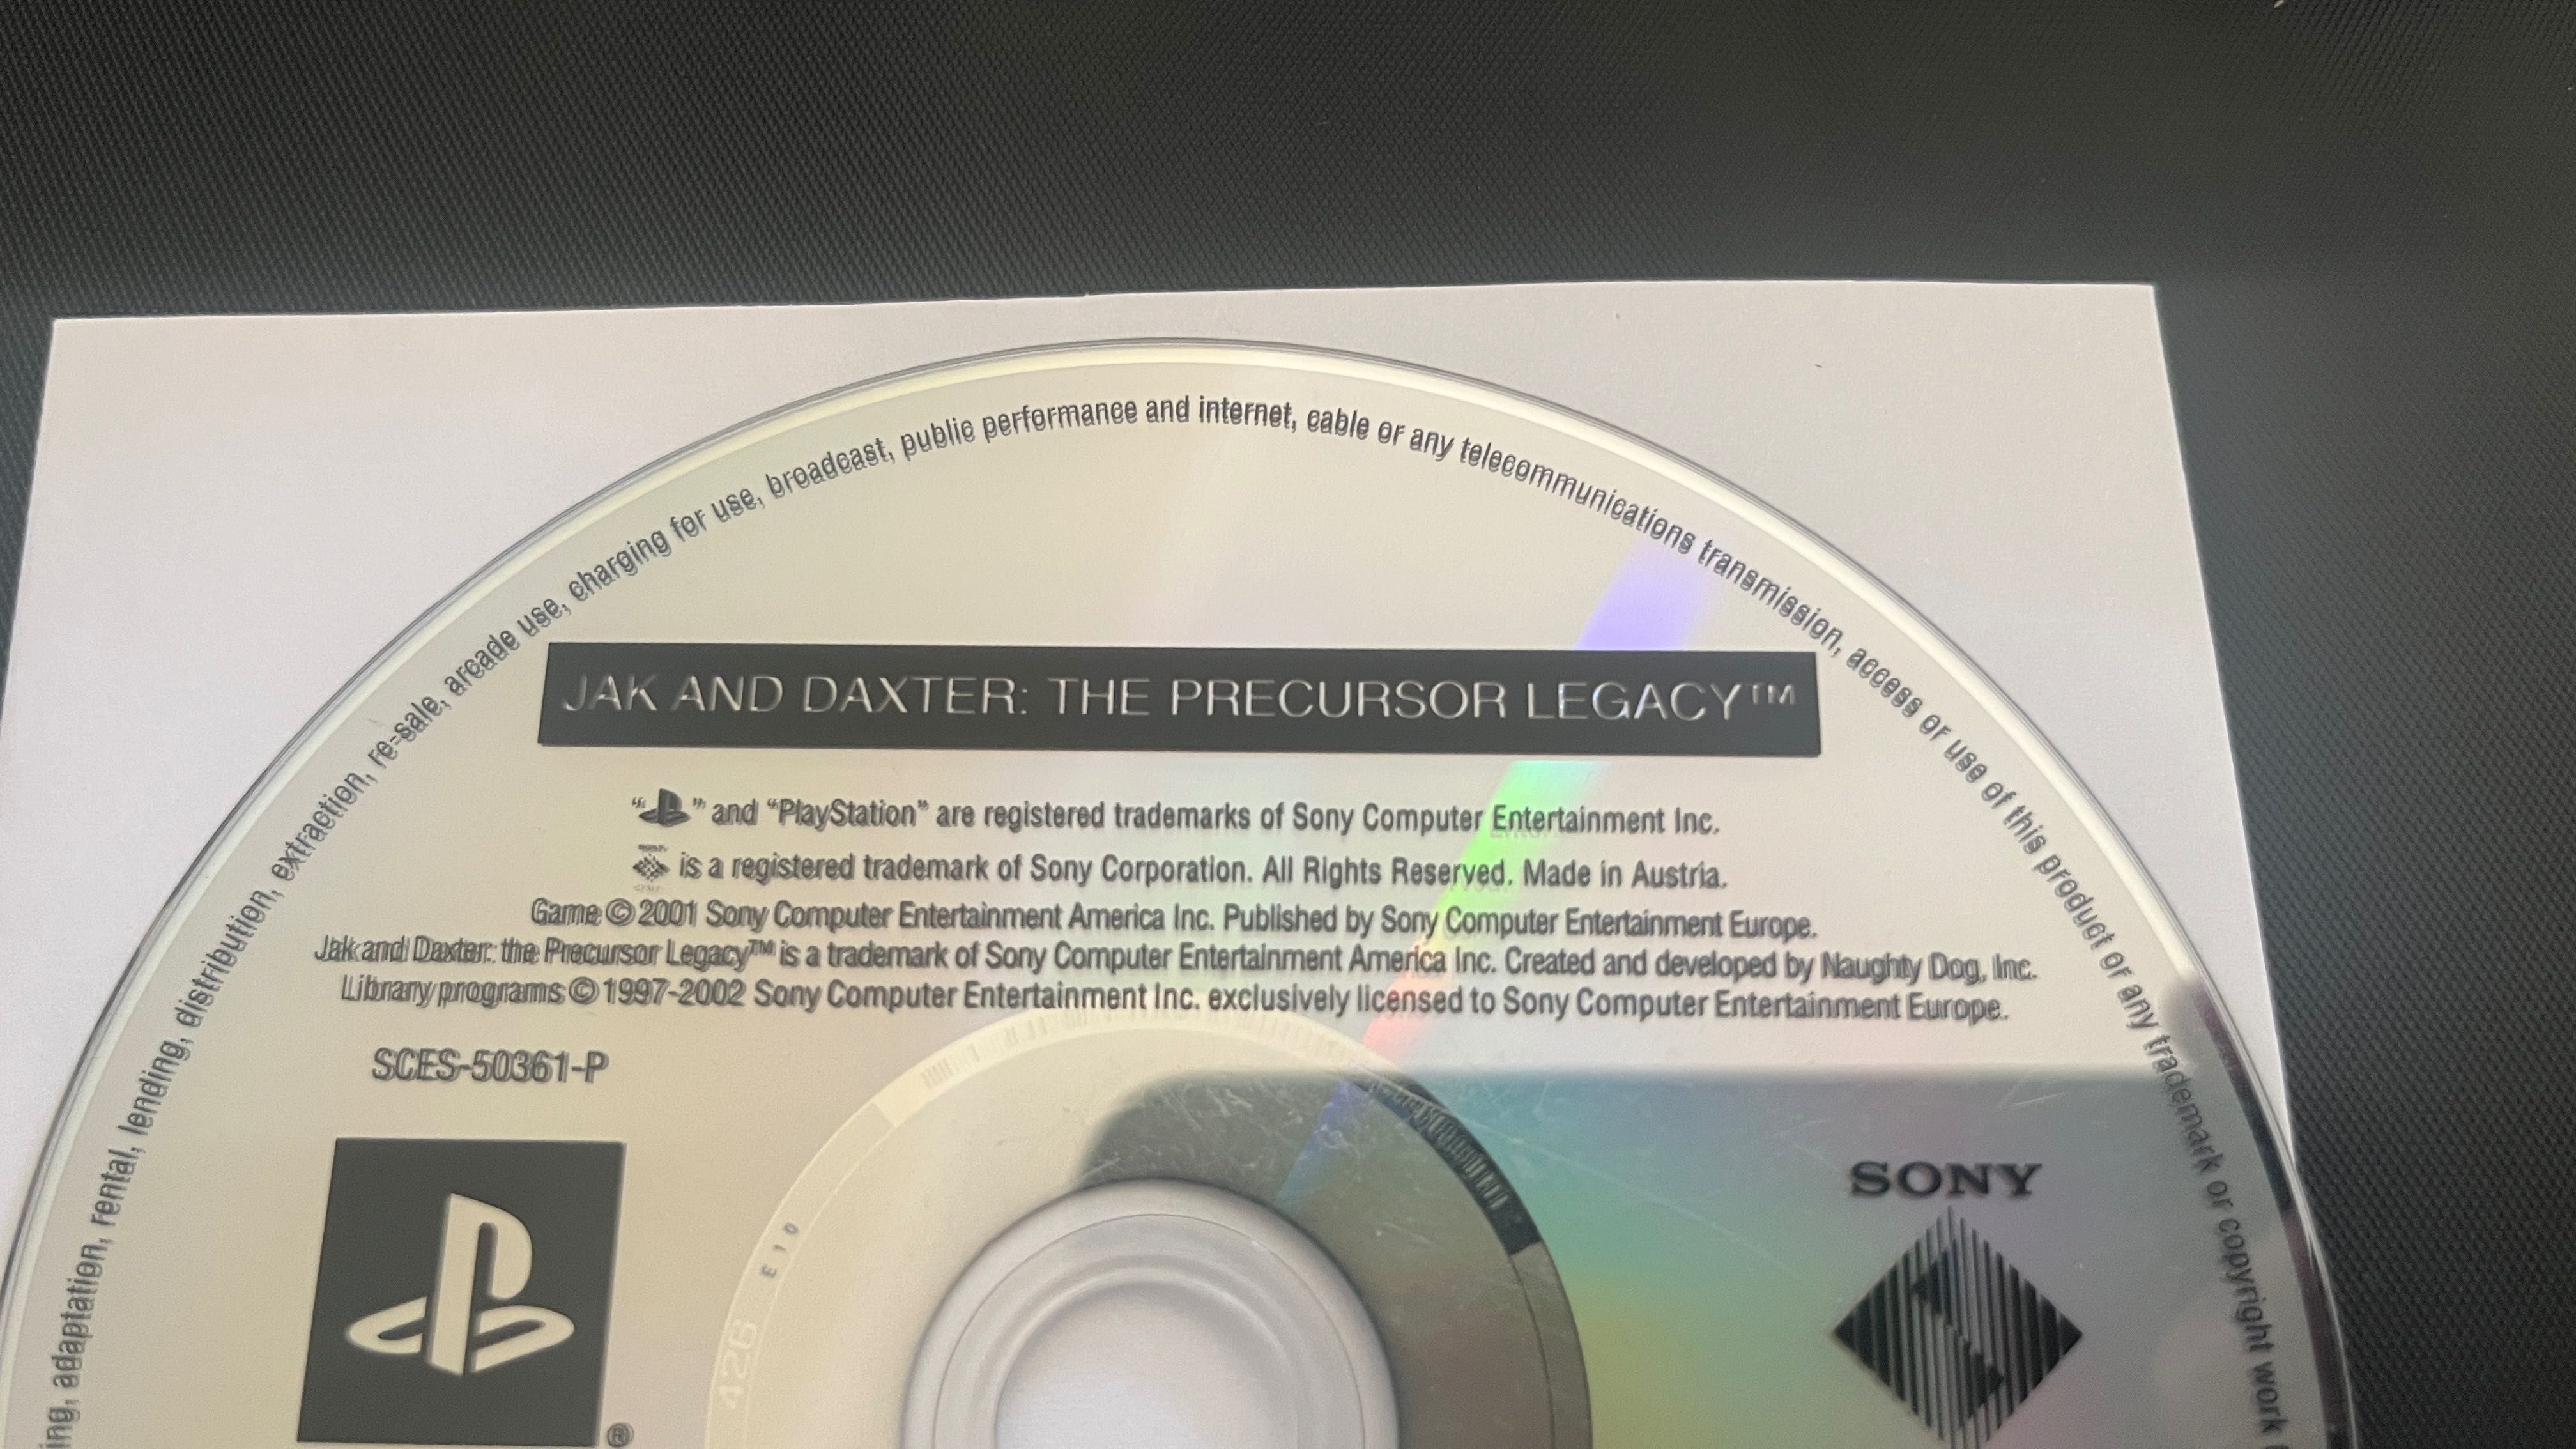 ing, adaptation, rental, lending, distribution, extraction, re-sale, arcade use, charging for use, broadcast, public performance and internet, cable or any telecommunications transmission, access or use of this product or any trademark or copyright work
JAK AND DAXTER: THE PRECURSOR LEGACY™
“ ” and “PlayStation” are registered trademarks of Sony Computer Entertainment Inc.
is a registered trademark of Sony Corporation. All Rights Reserved. Made in Austria.
Game © 2001 Sony Computer Entertainment America Inc. Published by Sony Computer Entertainment Europe.
Jak and Daxter: the Precursor Legacy™ is a trademark of Sony Computer Entertainment America Inc. Created and developed by Naughty Dog, Inc.
Library programs © 1997-2002 Sony Computer Entertainment Inc. exclusively licensed to Sony Computer Entertainment Europe.
SCES-50361-P
SONY
E10
426
®